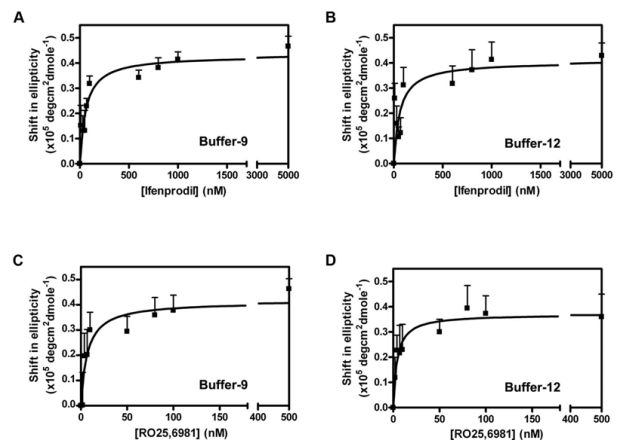 A
Shift in ellipticity
(x10⁵ degcm²dmole⁻¹)
0.5
0.4
0.3
0.2
0.1
0.0
0 500 1000 1500 3000 5000
[Ifenprodil] (nM)
Buffer-9
B
Shift in ellipticity
(x10⁵ degcm²dmole⁻¹)
0.5
0.4
0.3
0.2
0.1
0.0
0 500 1000 1500 3000 5000
[Ifenprodil] (nM)
Buffer-12
C
Shift in ellipticity
(x10⁵ degcm²dmole⁻¹)
0.5
0.4
0.3
0.2
0.1
0.0
0 50 100 150 400 500
[RO25,6981] (nM)
Buffer-9
D
Shift in ellipticity
(x10⁵ degcm²dmole⁻¹)
0.5
0.4
0.3
0.2
0.1
0.0
0 50 100 150 400 500
[RO25,6981] (nM)
Buffer-12